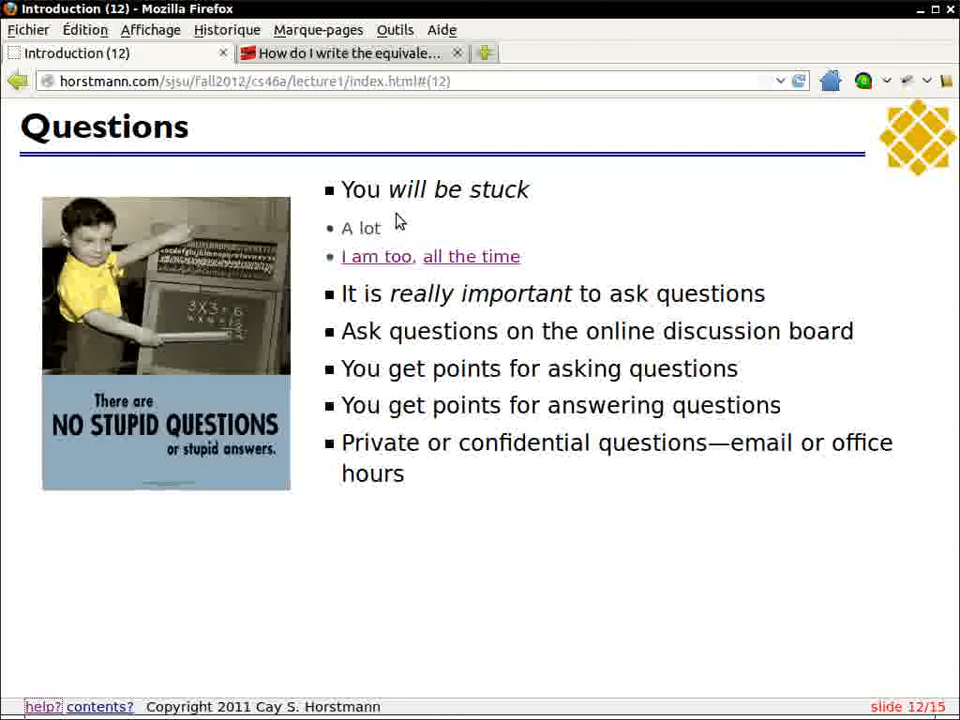 Introduction (12) - Mozilla Firefox
Fichier Édition Affichage Historique Marque-pages Outils Aide
Introduction (12)
How do I write the equivale...
horstmann.com/sjsu/fall2012/cs46a/lecture1/index.html#(12)
Questions
You will be stuck
A lot
I am too, all the time
It is really important to ask questions
Ask questions on the online discussion board
You get points for asking questions
You get points for answering questions
Private or confidential questions—email or office
hours
3X3=6
There are
NO STUPID QUESTIONS
or stupid answers.
help? contents? Copyright 2011 Cay S. Horstmann
slide 12/15